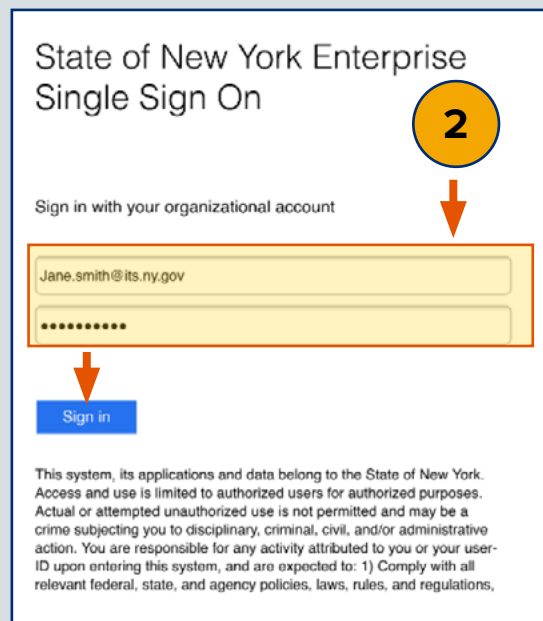 State of New York Enterprise
Single Sign On
2
Sign in with your organizational account
Jane.smith@its.ny.gov
••••••••••
Sign in
This system, its applications and data belong to the State of New York.
Access and use is limited to authorized users for authorized purposes.
Actual or attempted unauthorized use is not permitted and may be a
crime subjecting you to disciplinary, criminal, civil, and/or administrative
action. You are responsible for any activity attributed to you or your user-
ID upon entering this system, and are expected to: 1) Comply with all
relevant federal, state, and agency policies, laws, rules, and regulations,